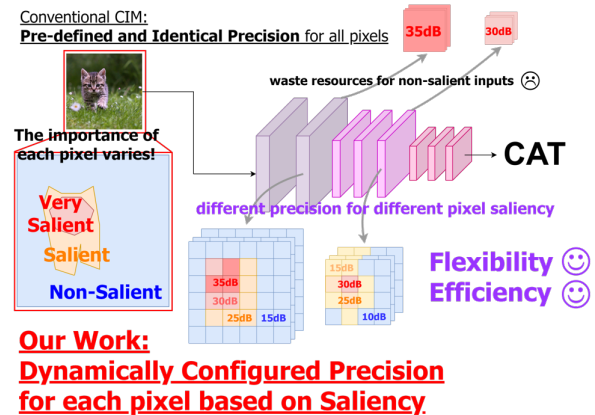 Conventional CIM:
Pre-defined and Identical Precision for all pixels
35dB
30dB
waste resources for non-salient inputs
The importance of
each pixel varies!
CAT
Very
Salient
Salient
Non-Salient
different precision for different pixel saliency
35dB
30dB
25dB
15dB
15dB
30dB
25dB
10dB
Flexibility
Efficiency
Our Work:
Dynamically Configured Precision
for each pixel based on Saliency